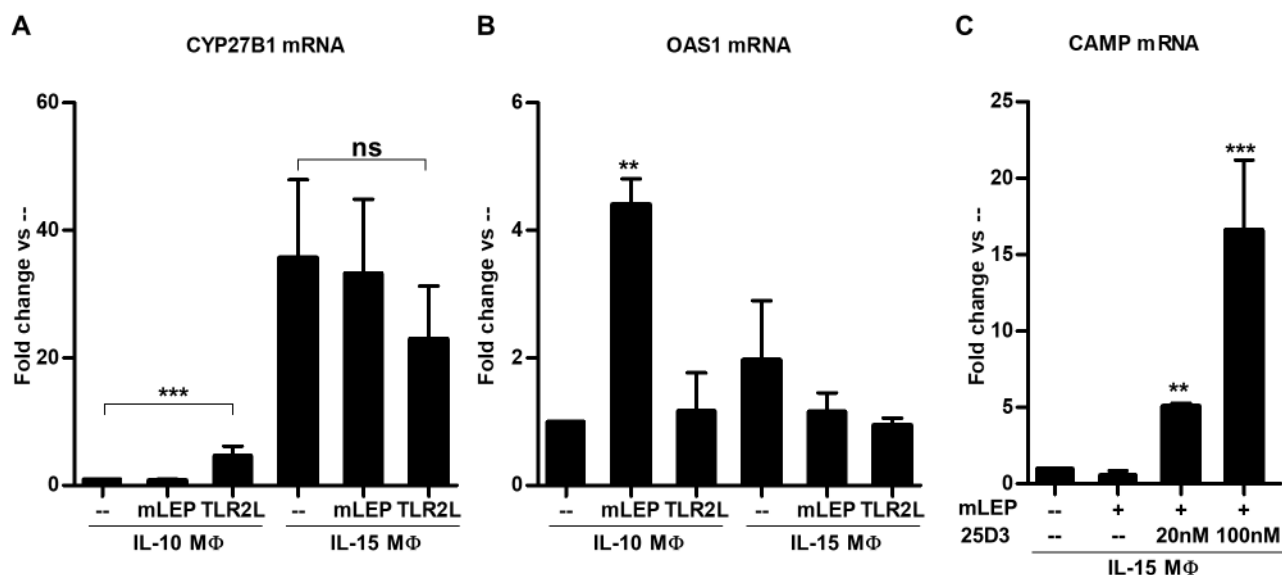 A
CYP27B1 mRNA
Fold change vs --
60
40
20
0
***
ns
-- mLEP TLR2L -- mLEP TLR2L
IL-10 MΦ IL-15 MΦ
B
OAS1 mRNA
Fold change vs --
6
4
2
0
**
-- mLEP TLR2L -- mLEP TLR2L
IL-10 MΦ IL-15 MΦ
C
CAMP mRNA
Fold change vs --
25
20
15
10
5
0
**
***
mLEP -- + + +
25D3 -- -- 20nM 100nM
IL-15 MΦ